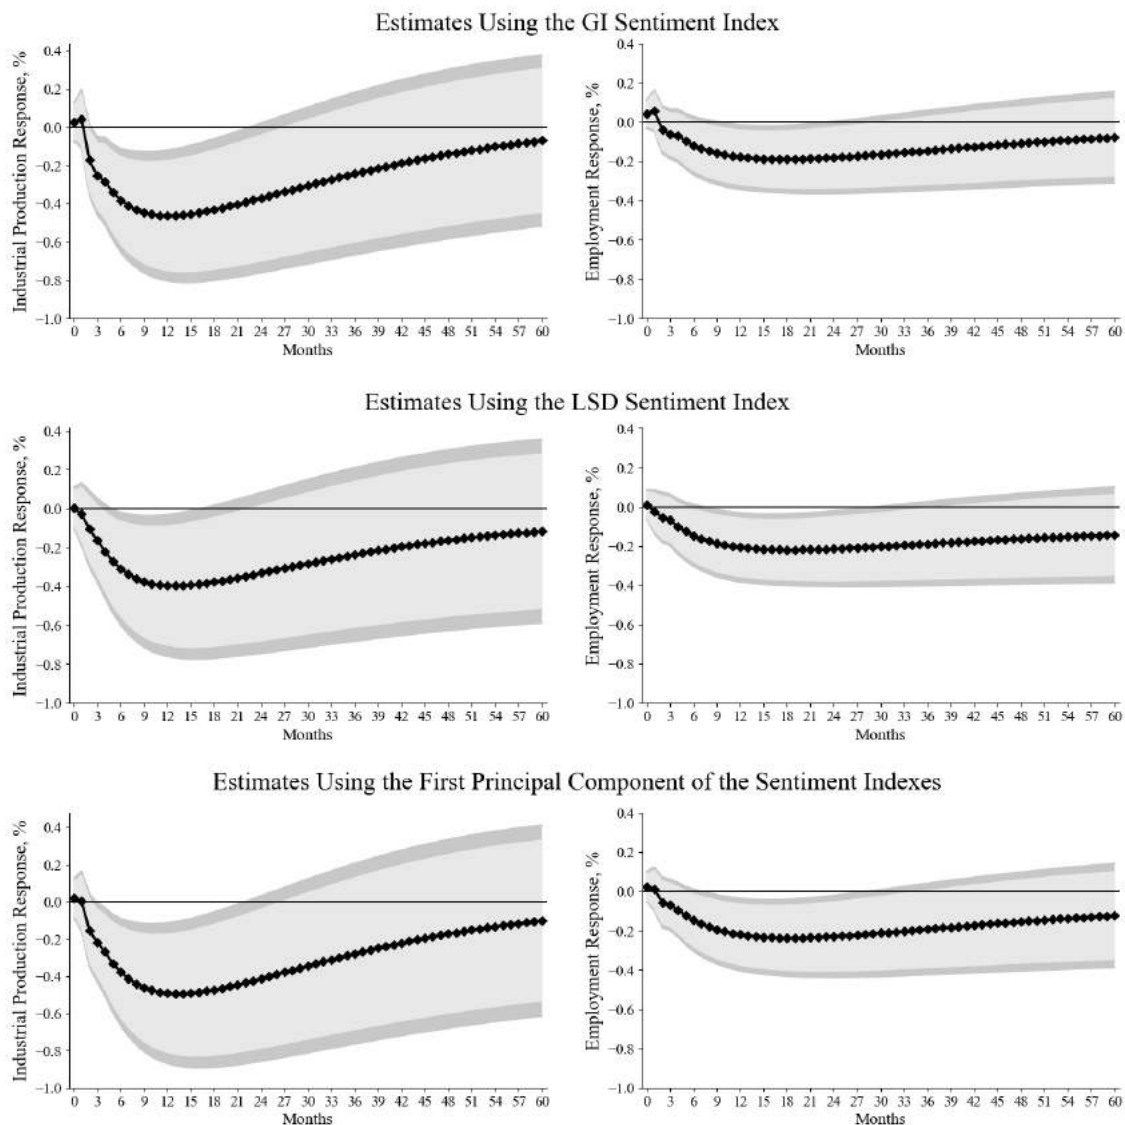 Estimates Using the GI Sentiment Index
Industrial Production Response, %
0.4
0.2
0.0
−0.2
−0.4
−0.6
−0.8
−1.0
0 3 6 9 12 15 18 21 24 27 30 33 36 39 42 45 48 51 54 57 60
Months
Employment Response, %
0.4
0.2
0.0
−0.2
−0.4
−0.6
−0.8
−1.0
0 3 6 9 12 15 18 21 24 27 30 33 36 39 42 45 48 51 54 57 60
Months
Estimates Using the LSD Sentiment Index
Industrial Production Response, %
0.4
0.2
0.0
−0.2
−0.4
−0.6
−0.8
−1.0
0 3 6 9 12 15 18 21 24 27 30 33 36 39 42 45 48 51 54 57 60
Months
Employment Response, %
0.4
0.2
0.0
−0.2
−0.4
−0.6
−0.8
−1.0
0 3 6 9 12 15 18 21 24 27 30 33 36 39 42 45 48 51 54 57 60
Months
Estimates Using the First Principal Component of the Sentiment Indexes
Industrial Production Response, %
0.4
0.2
0.0
−0.2
−0.4
−0.6
−0.8
−1.0
0 3 6 9 12 15 18 21 24 27 30 33 36 39 42 45 48 51 54 57 60
Months
Employment Response, %
0.4
0.2
0.0
−0.2
−0.4
−0.6
−0.8
−1.0
0 3 6 9 12 15 18 21 24 27 30 33 36 39 42 45 48 51 54 57 60
Months